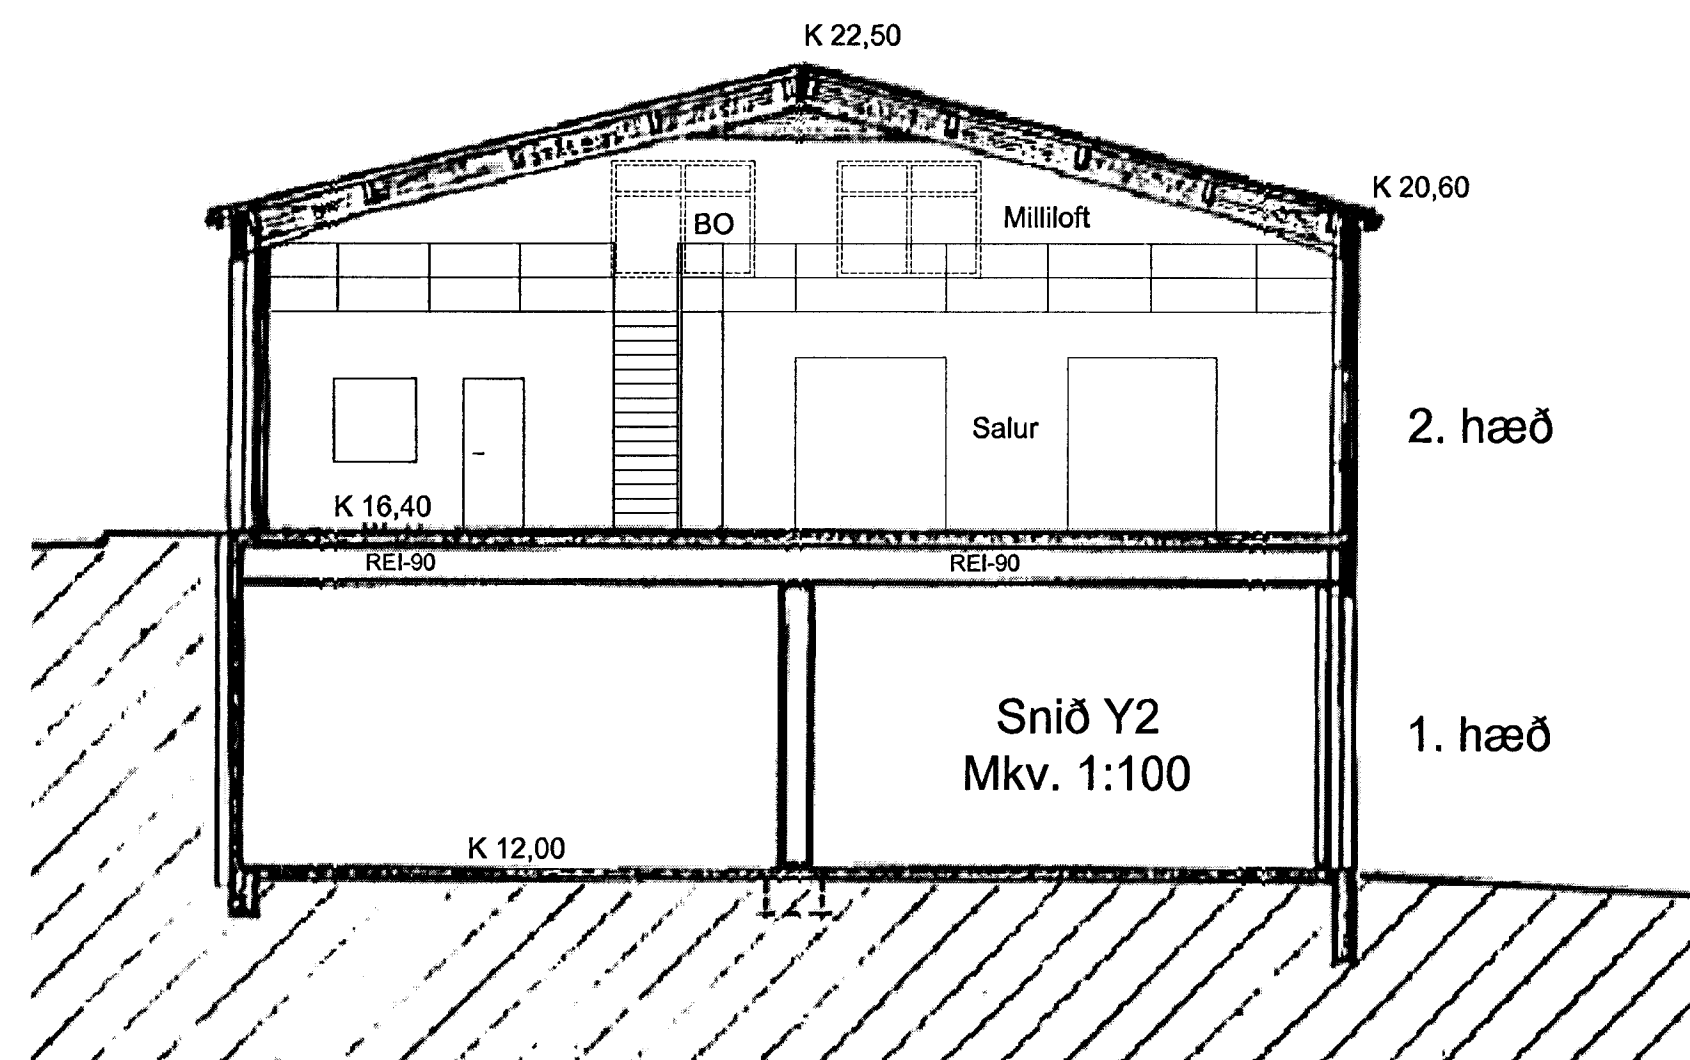 K 22,50
K 20,60
BO
Milliloft
Salur
2. hæð
K 16,40
REI-90
REI-90
Snið Y2
Mkv. 1:100
1. hæð
K 12,00